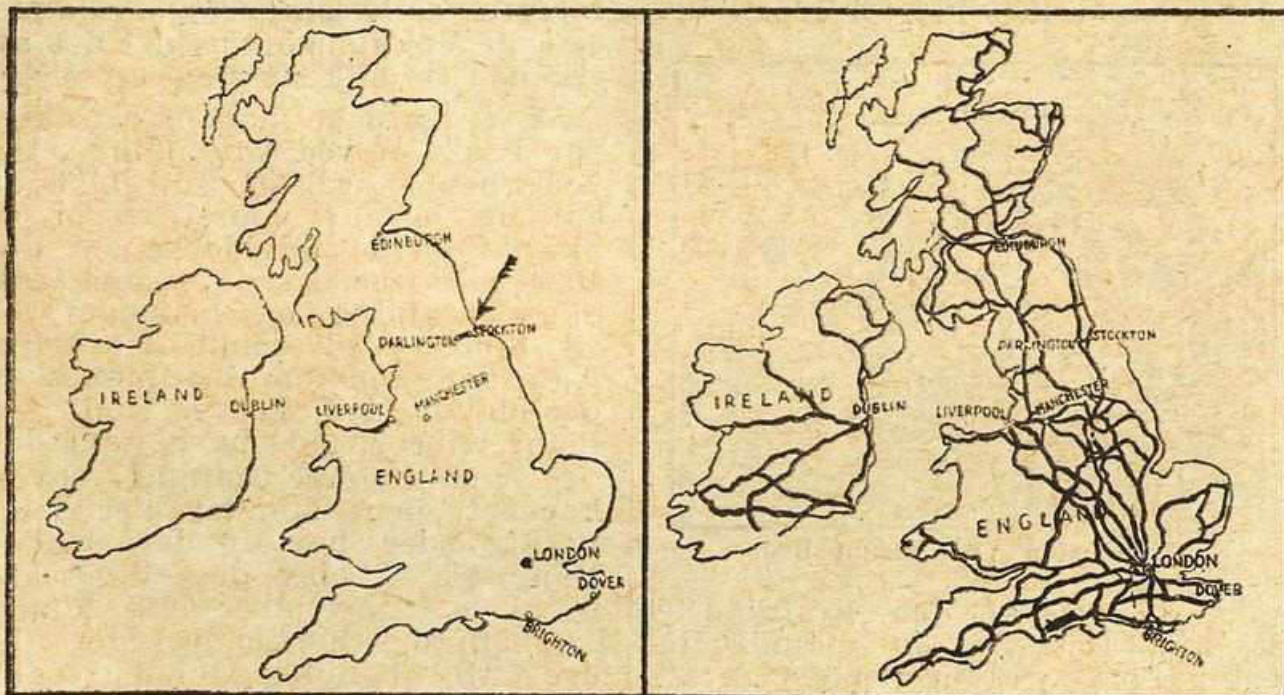 EDINBURGH
STOCKTON
DARLINGTON
IRELAND
DUBLIN
LIVERPOOL
MANCHESTER
ENGLAND
LONDON
DOVER
BRIGHTON
EDINBURGH
STOCKTON
DARLINGTON
IRELAND
DUBLIN
LIVERPOOL
MANCHESTER
ENGLAND
LONDON
DOVER
BRIGHTON